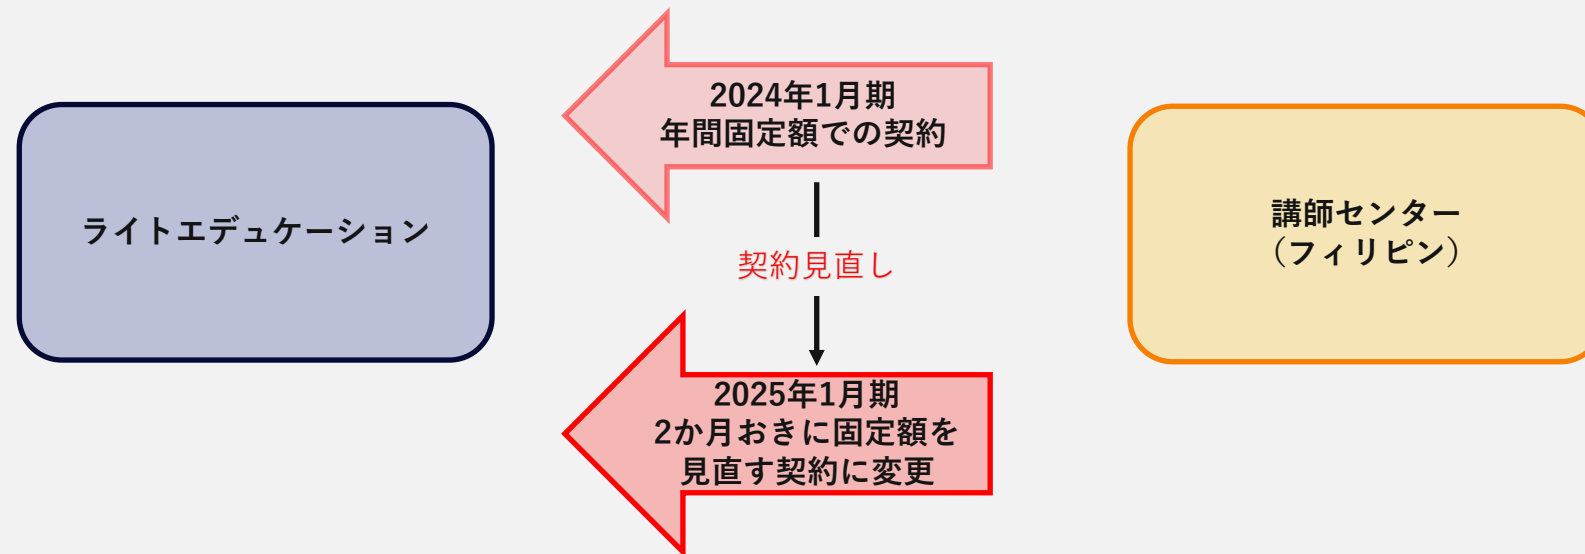 2024年1月期
年間固定額での契約
ライトエデュケーション
講師センター
（フィリピン）
契約見直し
2025年1月期
2か月おきに固定額を
見直す契約に変更